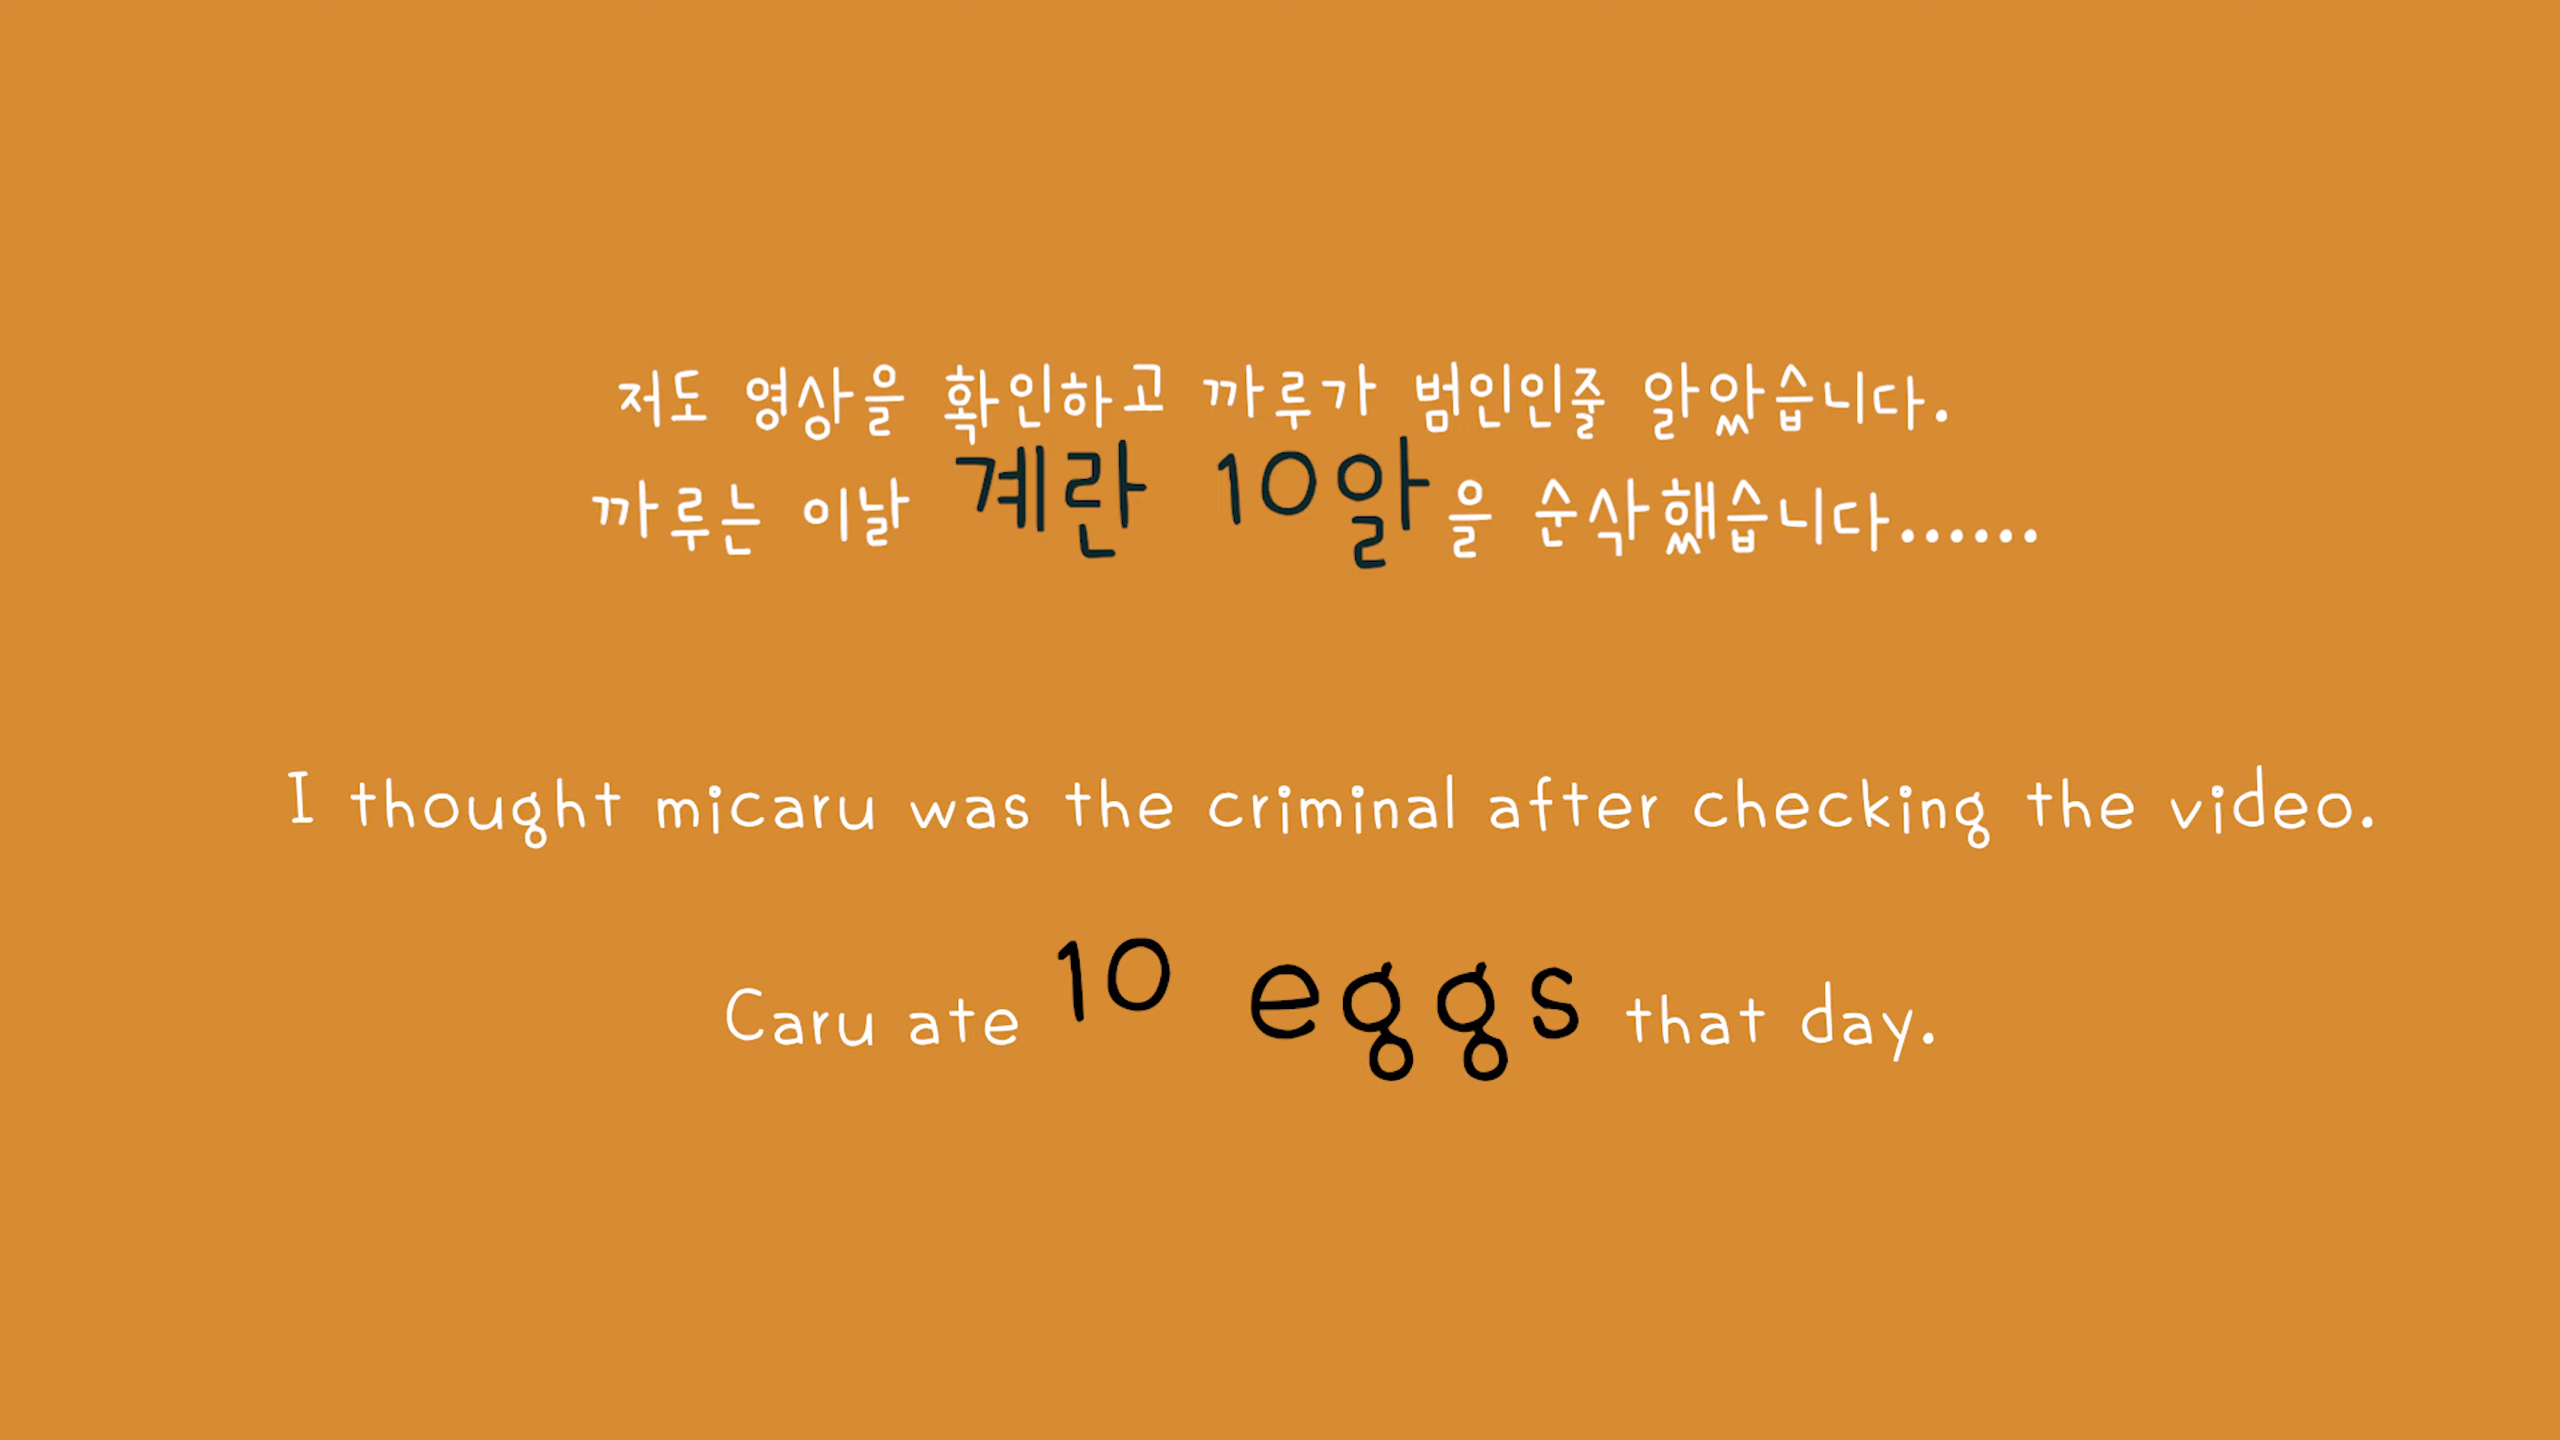 저도 영상을 확인하고 까루가 범인인줄 알았습니다.
까루는 이날 계란 10알을 순삭했습니다......
I thought micaru was the criminal after checking the video.
Caru ate 10 eggs that day.